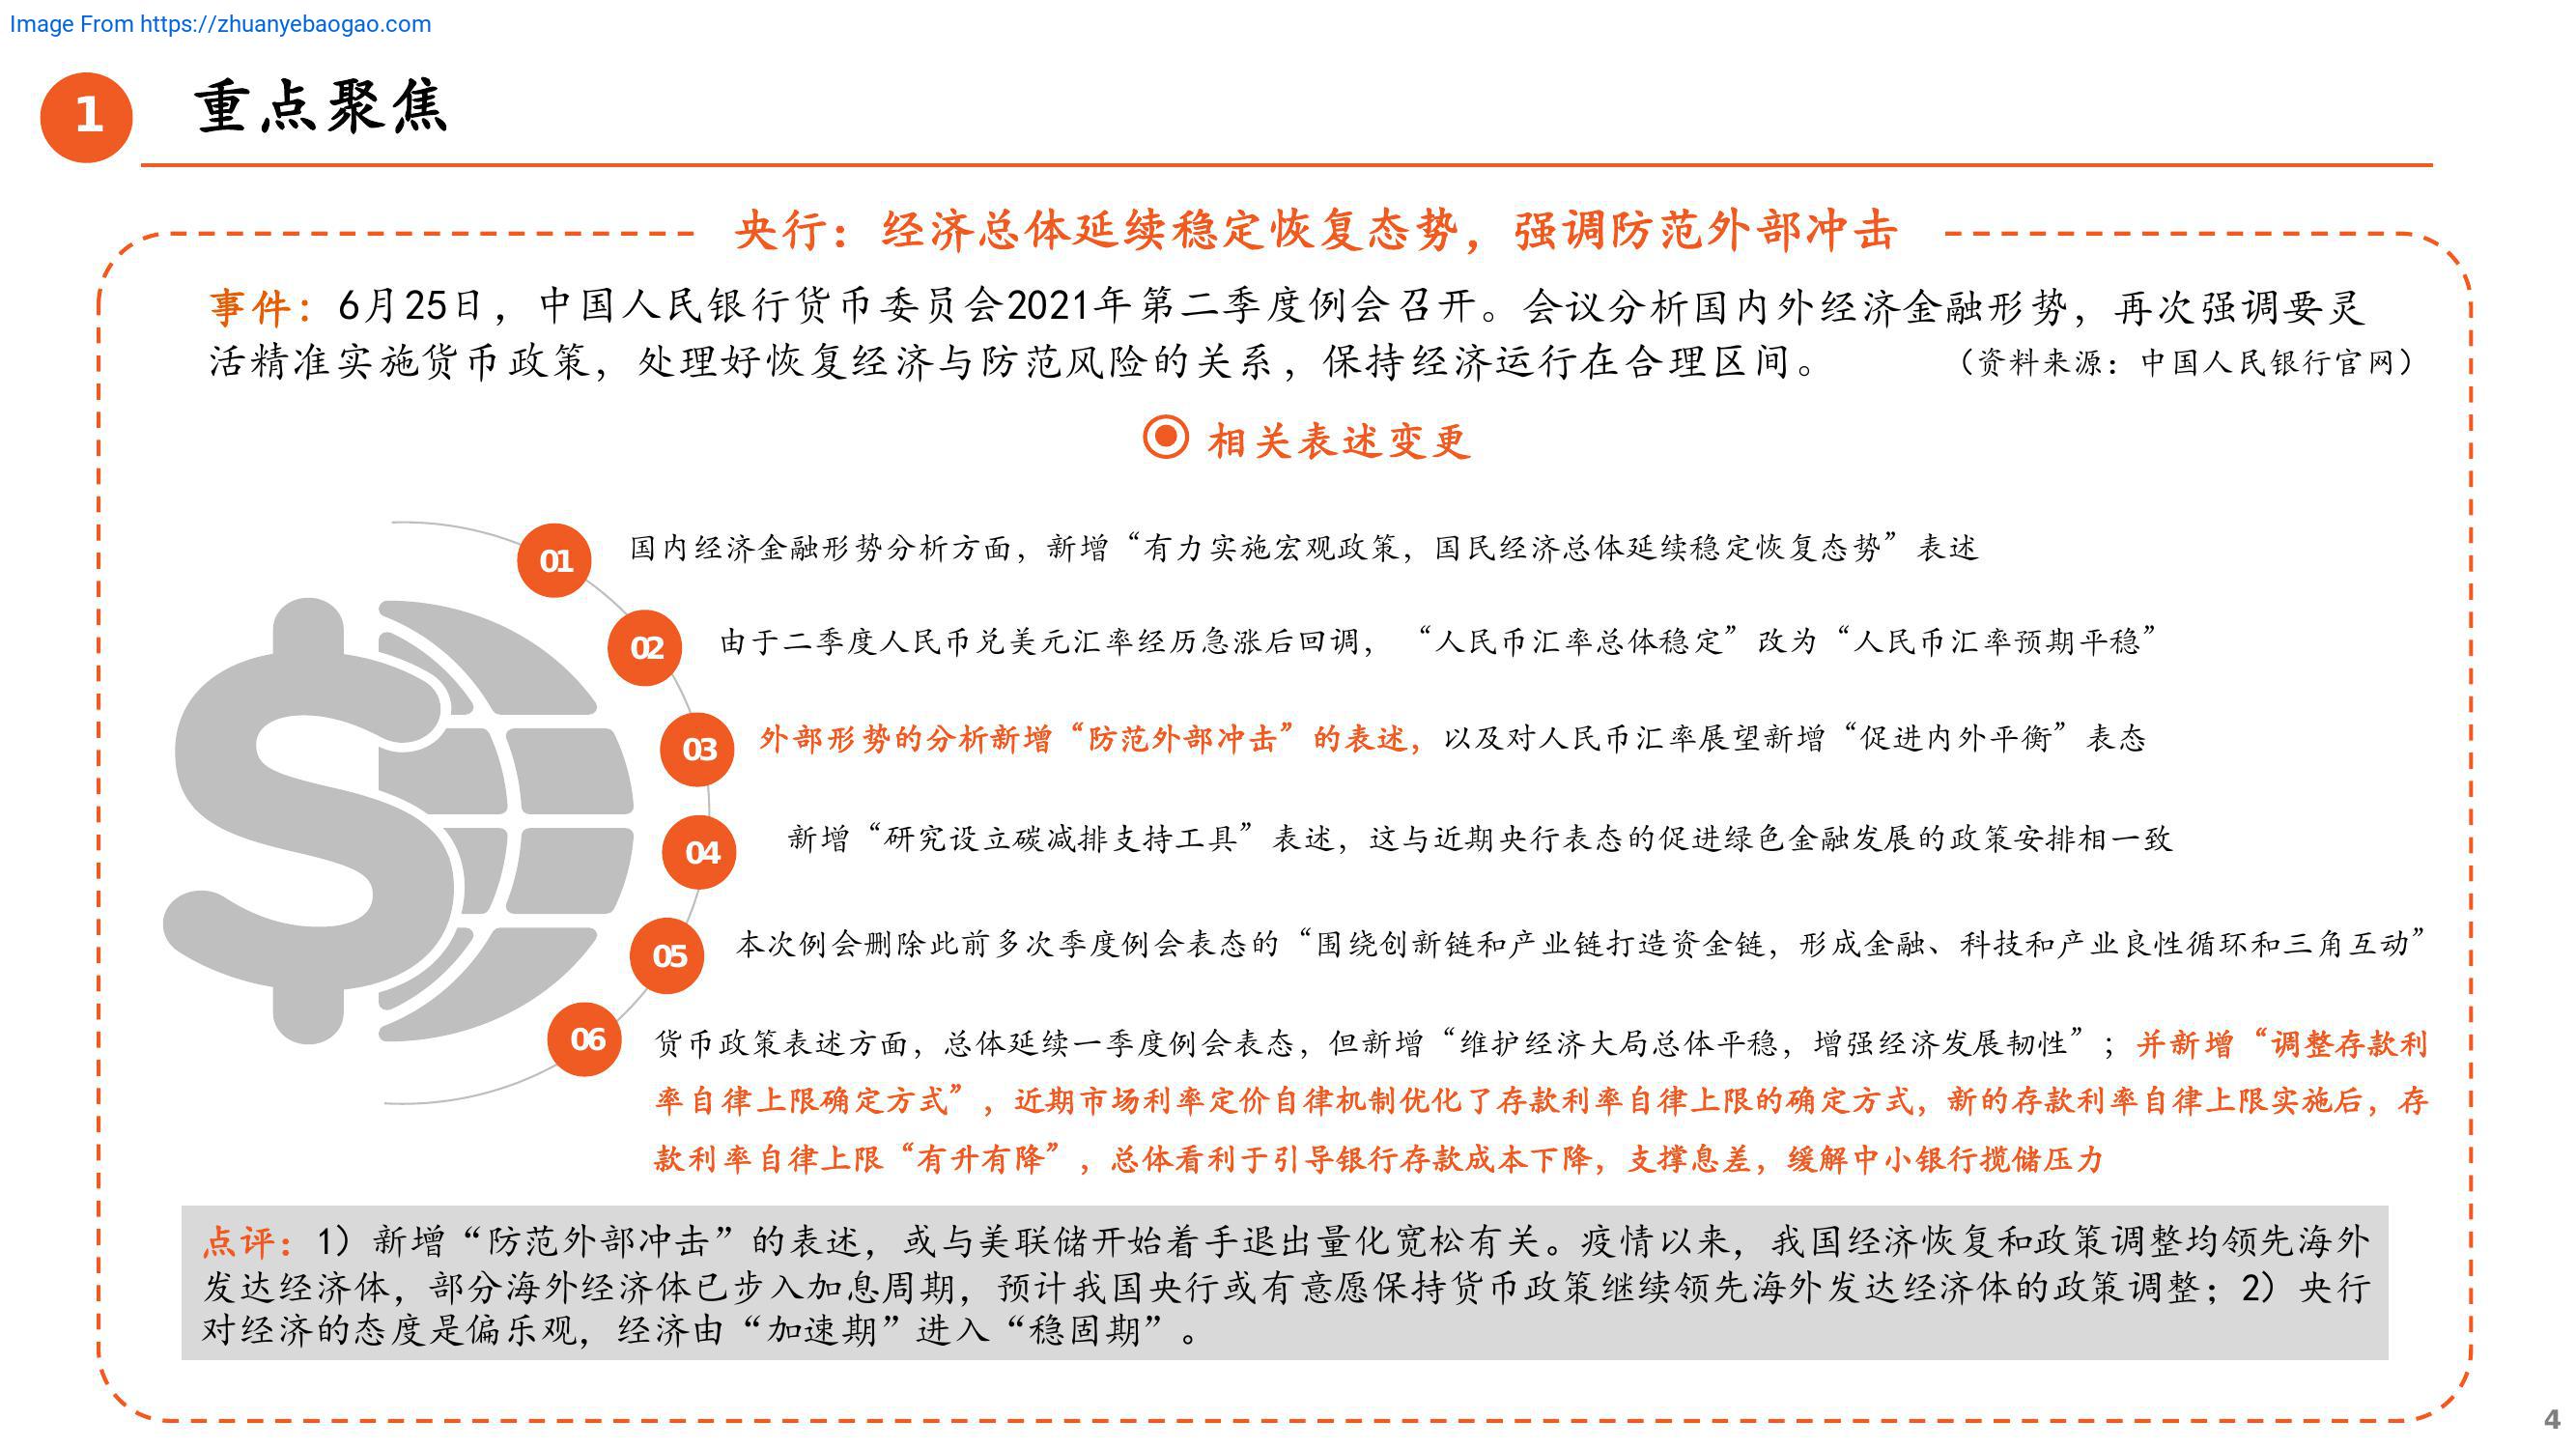 Image From https://zhuanyebaogao.com
1
重点聚焦
央行：经济总体延续稳定恢复态势，强调防范外部冲击
事件：6月25日，中国人民银行货币委员会2021年第二季度例会召开。会议分析国内外经济金融形势，再次强调要灵
活精准实施货币政策，处理好恢复经济与防范风险的关系，保持经济运行在合理区间。 （资料来源：中国人民银行官网）
相关表述变更
01 国内经济金融形势分析方面，新增“有力实施宏观政策，国民经济总体延续稳定恢复态势”表述
02 由于二季度人民币兑美元汇率经历急涨后回调，“人民币汇率总体稳定”改为“人民币汇率预期平稳”
03 外部形势的分析新增“防范外部冲击”的表述，以及对人民币汇率展望新增“促进内外平衡”表态
04 新增“研究设立碳减排支持工具”表述，这与近期央行表态的促进绿色金融发展的政策安排相一致
05 本次例会删除此前多次季度例会表态的“围绕创新链和产业链打造资金链，形成金融、科技和产业良性循环和三角互动”
06 货币政策表述方面，总体延续一季度例会表态，但新增“维护经济大局总体平稳，增强经济发展韧性”；并新增“调整存款利
率自律上限确定方式”，近期市场利率定价自律机制优化了存款利率自律上限的确定方式，新的存款利率自律上限实施后，存
款利率自律上限“有升有降”，总体看利于引导银行存款成本下降，支撑息差，缓解中小银行揽储压力
点评：1）新增“防范外部冲击”的表述，或与美联储开始着手退出量化宽松有关。疫情以来，我国经济恢复和政策调整均领先海外
发达经济体，部分海外经济体已步入加息周期，预计我国央行或有意愿保持货币政策继续领先海外发达经济体的政策调整；2）央行
对经济的态度是偏乐观，经济由“加速期”进入“稳固期”。
4